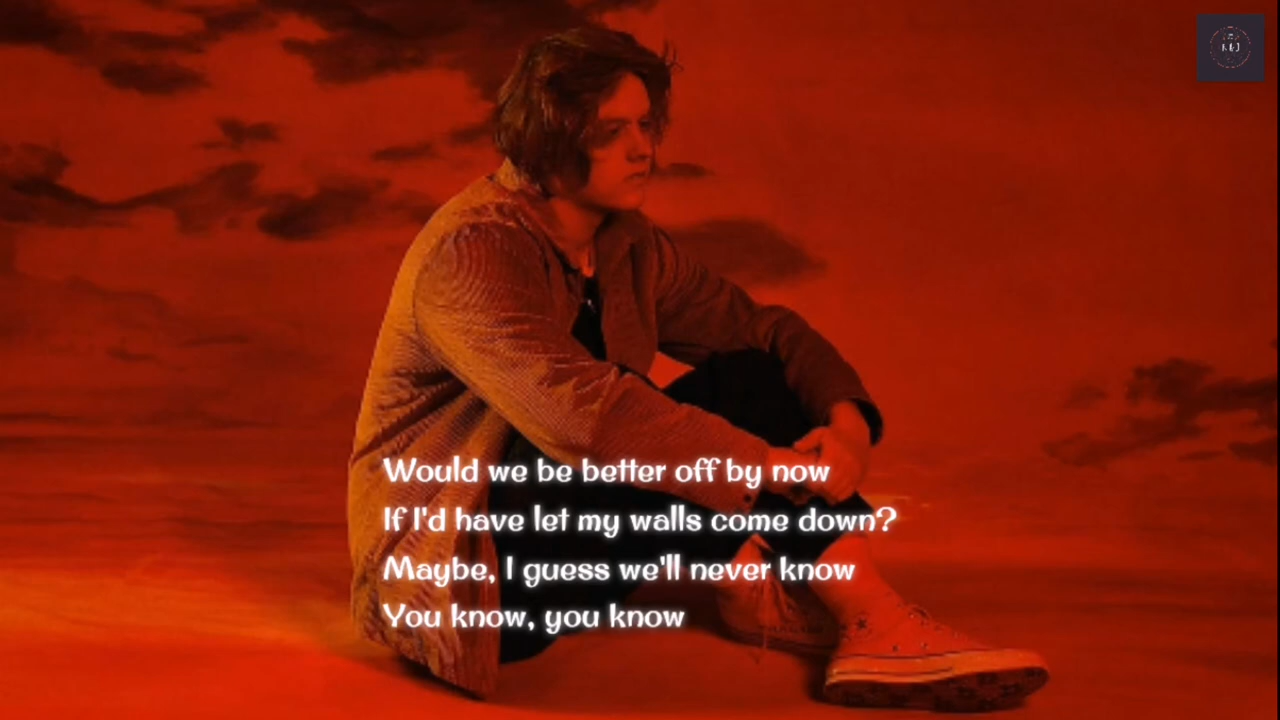 Would we be better off by now
If I'd have let my walls come down?
Maybe, I guess we'll never know
You know, you know